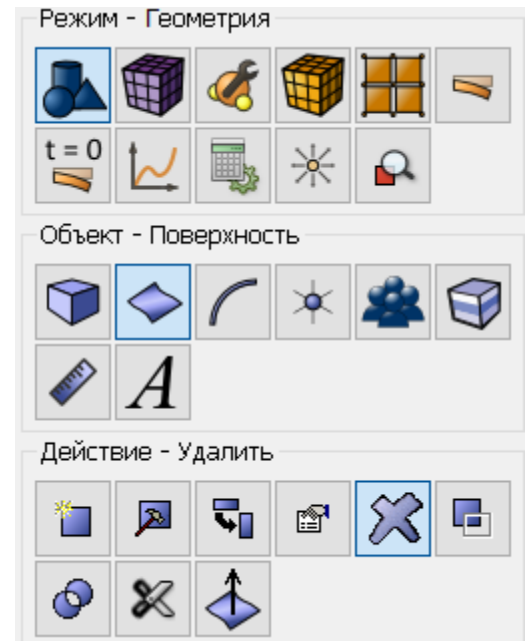 Режим - Геометрия
t = 0
Объект - Поверхность
A
Действие - Удалить